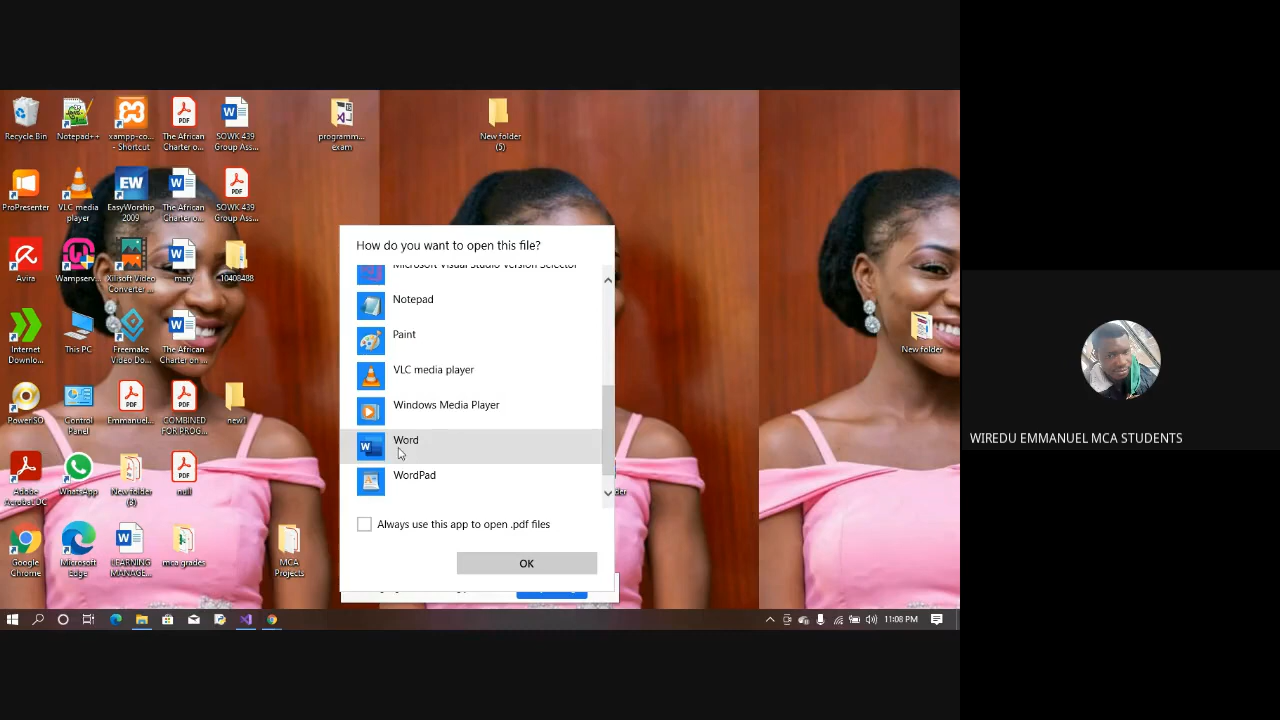 Recycle Bin
Notepad++
xampp-co...
- Shortcut
The African
Charter o...
SOWK 439
Group Ass...
programm...
exam
New folder
(5)
ProPresenter
VLC media
player
EasyWorship
2009
The African
Charter o...
SOWK 439
Group Ass...
Avira
Wampserv...
Xilisoft Video
Converter ...
mary
10408488
Internet
Downlo...
This PC
Freemake
Video Do...
The African
Charter on ...
New folder
PowerISO
Control
Panel
Emmanuel...
COMBINED
FOR PROG...
new1
Adobe
Acrobat DC
WhatsApp
New folder
(3)
null
Google
Chrome
Microsoft
Edge
LEARNING
MANAGE...
mca grades
MCA
Projects
How do you want to open this file?
Microsoft Visual Studio Version Selector
Notepad
Paint
VLC media player
Windows Media Player
Word
WordPad
Always use this app to open .pdf files
OK
11:08 PM
WIREDU EMMANUEL MCA STUDENTS